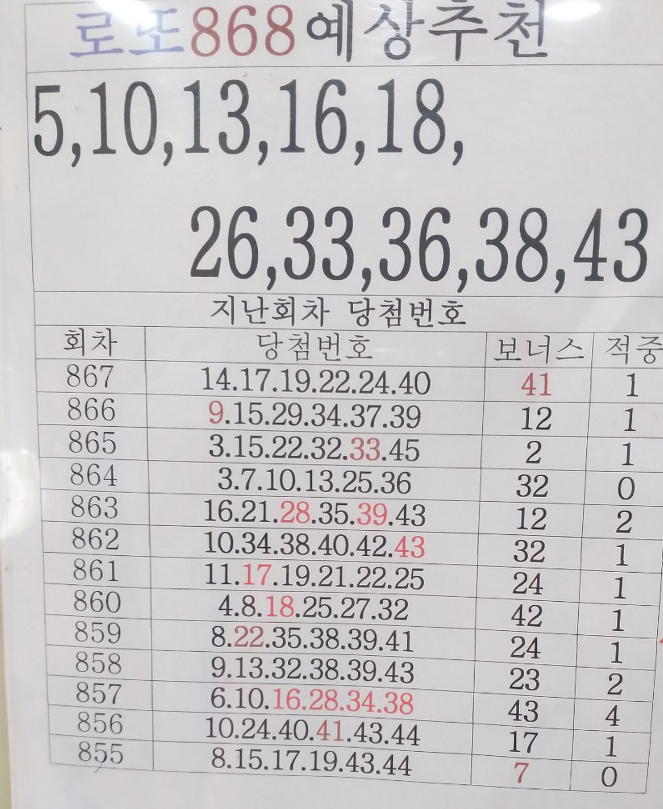 로또868예상추천
5,10,13,16,18,
26,33,36,38,43
지난회차 당첨번호
회차 당첨번호 보너스 적중
867 14.17.19.22.24.40 41 1
866 9.15.29.34.37.39 12 1
865 3.15.22.32.33.45 2 1
864 3.7.10.13.25.36 32 0
863 16.21.28.35.39.43 12 2
862 10.34.38.40.42.43 32 1
861 11.17.19.21.22.25 24 1
860 4.8.18.25.27.32 42 1
859 8.22.35.38.39.41 24 1
858 9.13.32.38.39.43 23 2
857 6.10.16.28.34.38 43 4
856 10.24.40.41.43.44 17 1
855 8.15.17.19.43.44 7 0